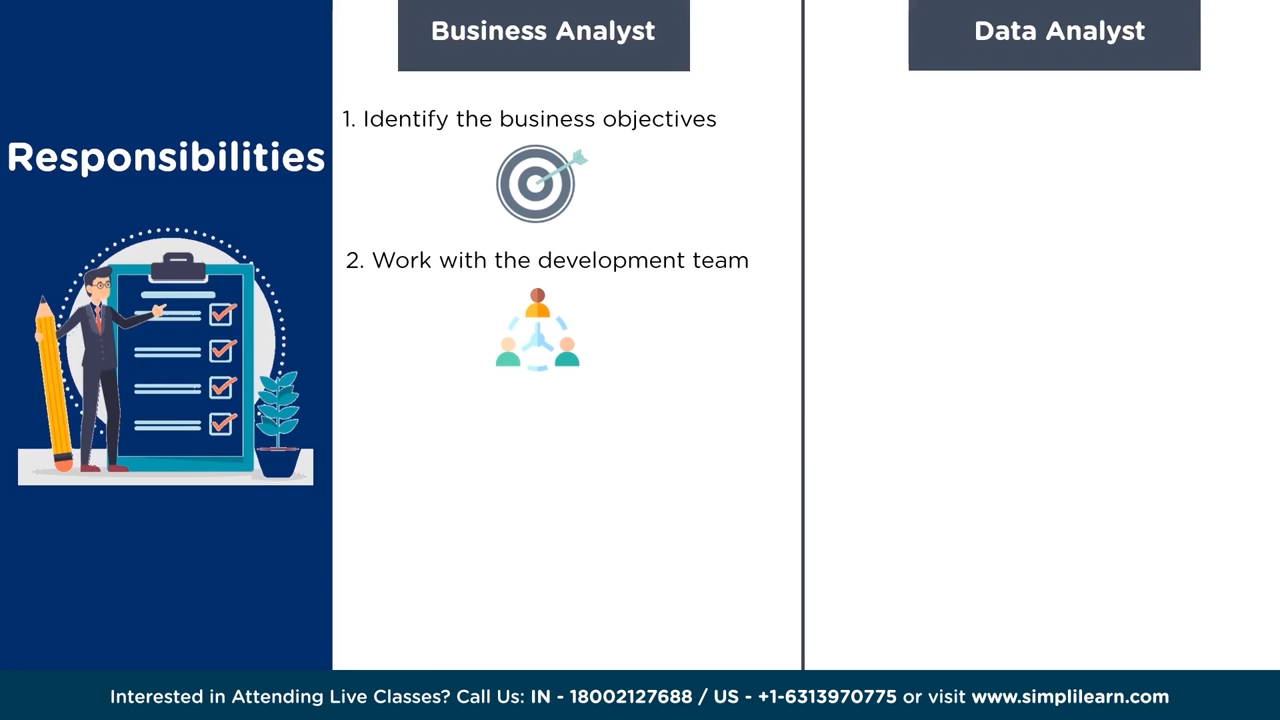 Business Analyst
Data Analyst
Responsibilities
1. Identify the business objectives
2. Work with the development team
Interested in Attending Live Classes? Call Us: IN - 18002127688 / US - +1-6313970775 or visit www.simplilearn.com